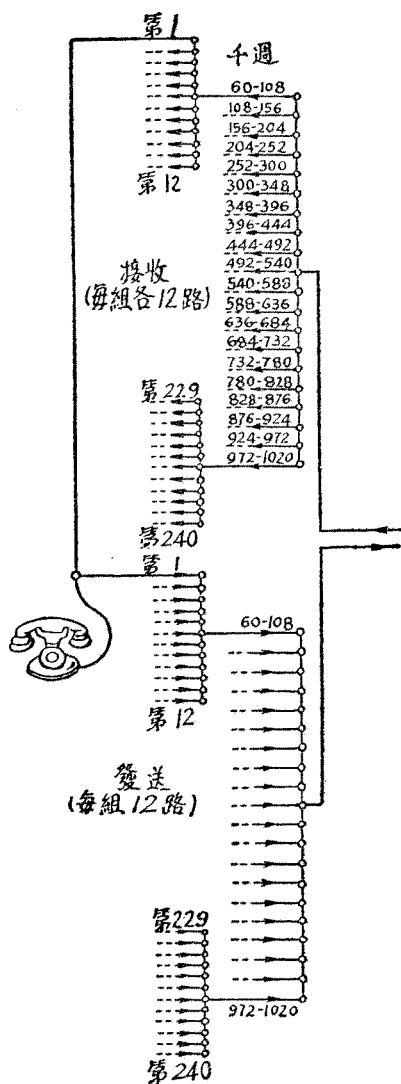 第1
千週
60-108
108-156
156-204
204-252
252-300
第12
300-348
348-396
396-444
444-492
492-540
接收
(每組各12路)
540-588
588-636
636-684
684-732
732-780
780-828
第229
828-876
876-924
924-972
972-1020
第240
第1
60-108
第12
發送
(每組12路)
第229
972-1020
第240